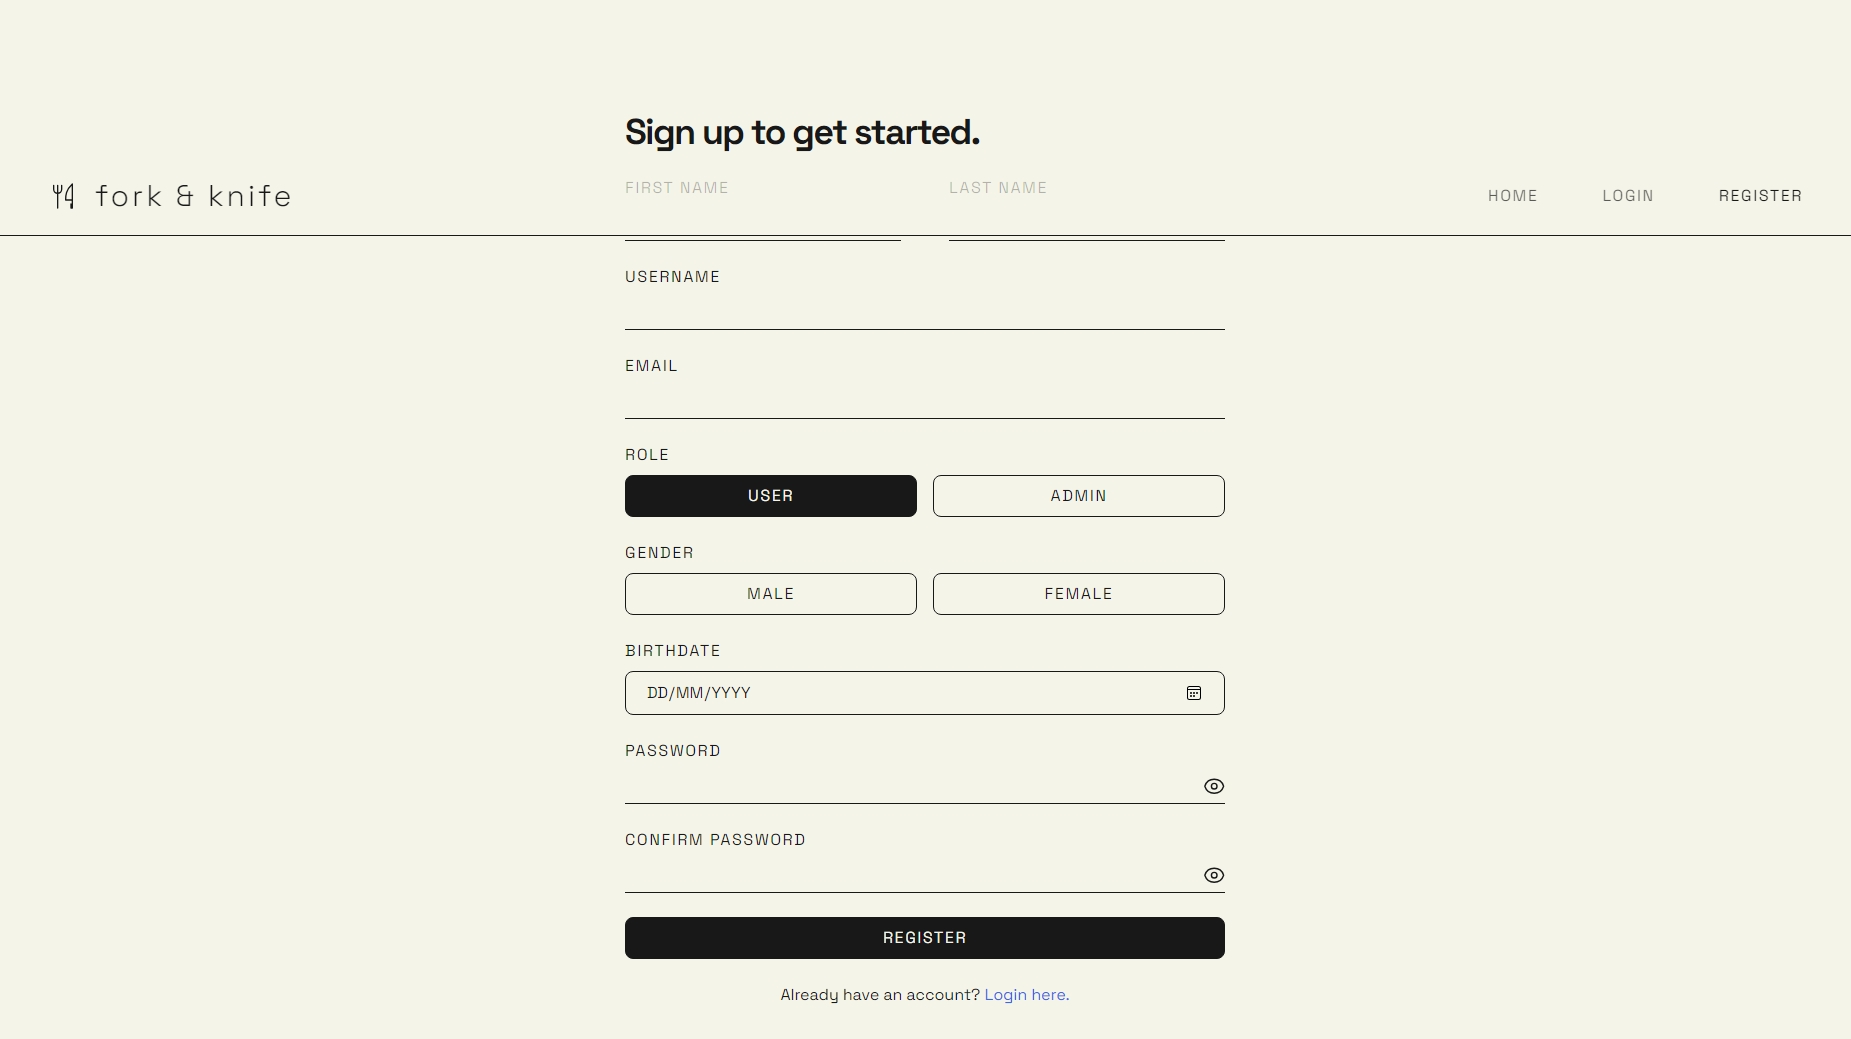 Sign up to get started.
fork & knife
FIRST NAME
LAST NAME
HOME
LOGIN
REGISTER
USERNAME
EMAIL
ROLE
USER
ADMIN
GENDER
MALE
FEMALE
BIRTHDATE
DD/MM/YYYY
PASSWORD
CONFIRM PASSWORD
REGISTER
Already have an account? Login here.